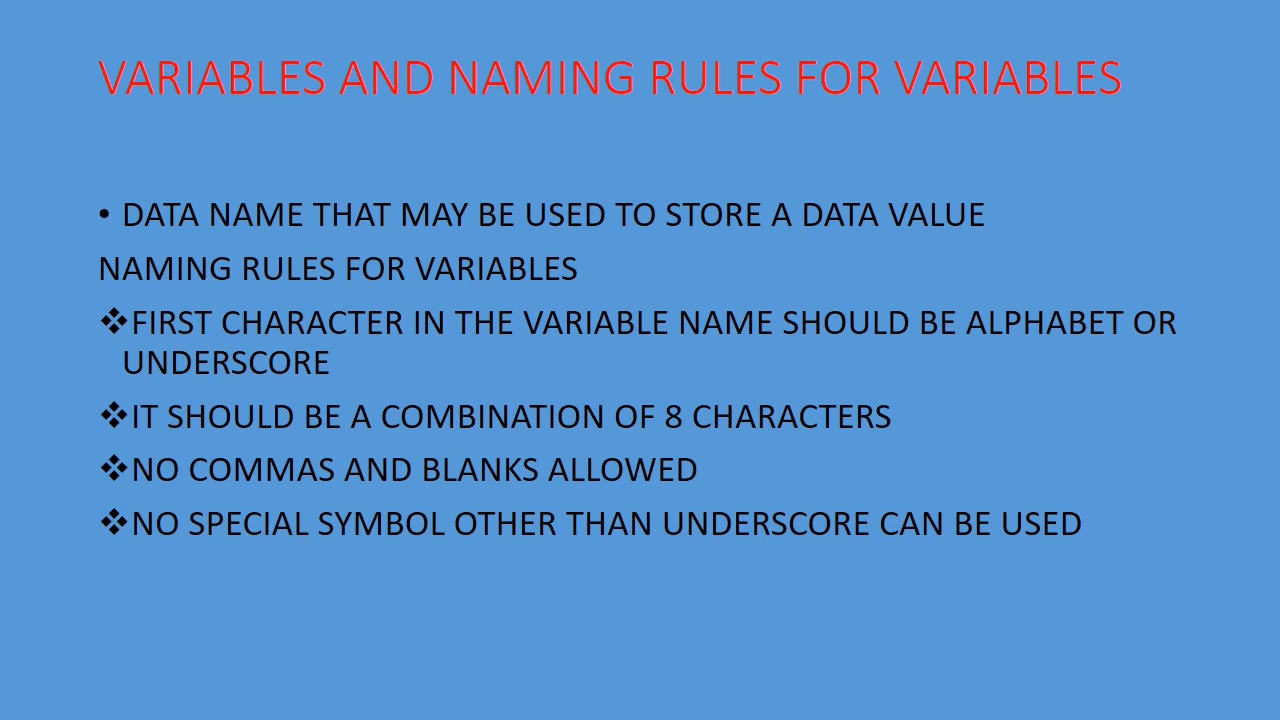 VARIABLES AND NAMING RULES FOR VARIABLES
• DATA NAME THAT MAY BE USED TO STORE A DATA VALUE
NAMING RULES FOR VARIABLES
❖FIRST CHARACTER IN THE VARIABLE NAME SHOULD BE ALPHABET OR
UNDERSCORE
❖IT SHOULD BE A COMBINATION OF 8 CHARACTERS
❖NO COMMAS AND BLANKS ALLOWED
❖NO SPECIAL SYMBOL OTHER THAN UNDERSCORE CAN BE USED